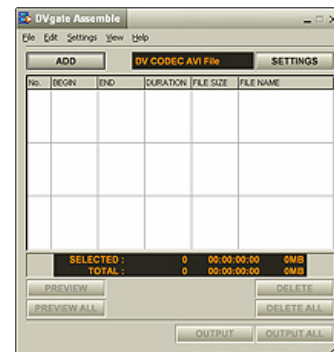 DVgate Assemble
File Edit Settings View Help
ADD DV CODEC AVI File SETTINGS
No. BEGIN END DURATION FILE SIZE FILE NAME
SELECTED : 0 00:00:00:00 0MB
TOTAL : 0 00:00:00:00 0MB
PREVIEW DELETE
PREVIEW ALL DELETE ALL
OUTPUT OUTPUT ALL